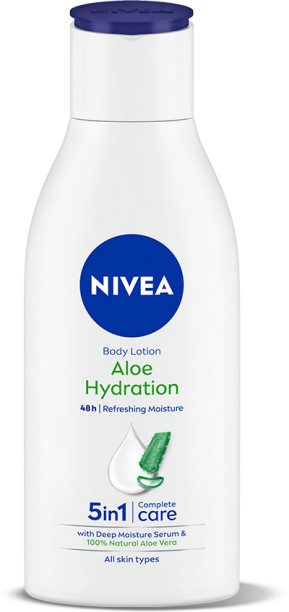 NIVEA
NIVEA
Body Lotion
Aloe
Hydration
48h | Refreshing Moisture
5in1 | Complete care
with Deep Moisture Serum &
100% Natural Aloe Vera
All skin types